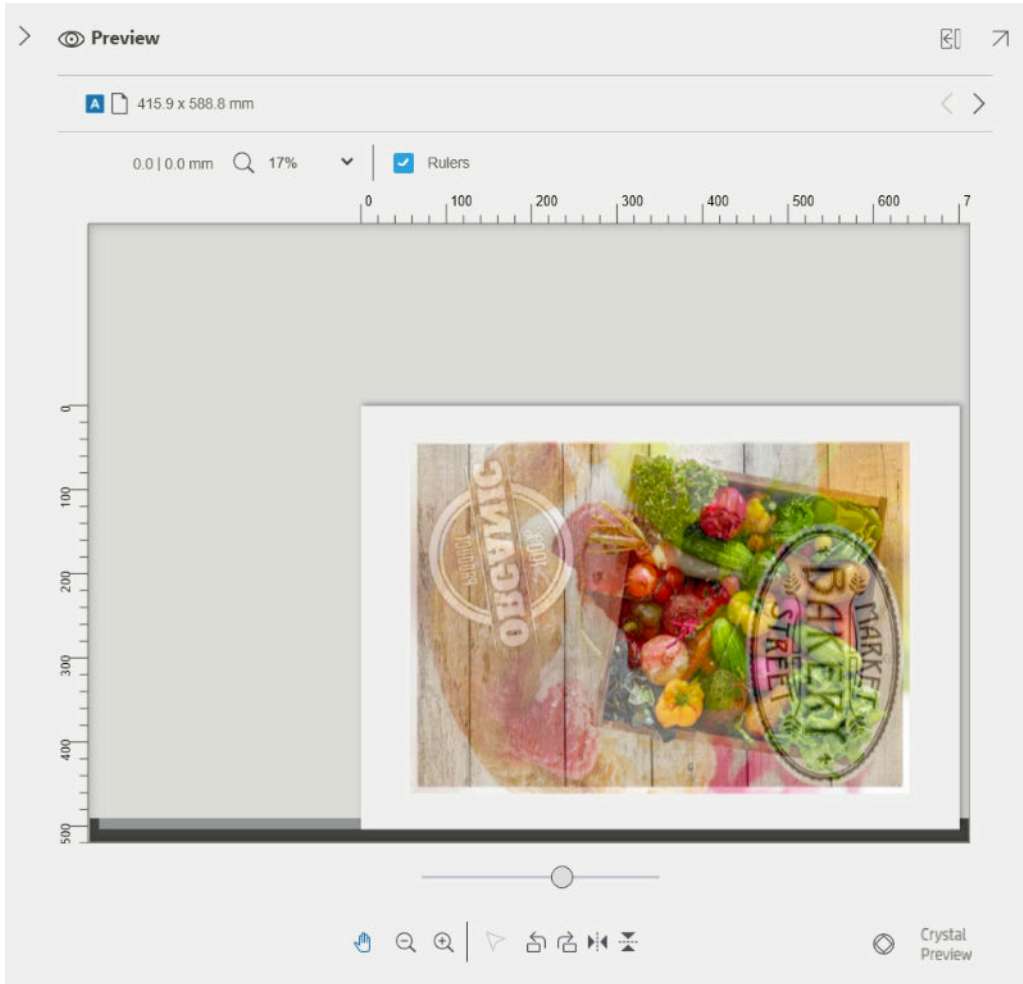 Preview
A 415.9 x 588.8 mm
0.0 | 0.0 mm 17% Rulers
0 100 200 300 400 500 600 7
0
100
200
300
400
500
100%
ORGANIC
MARKET
BAKERY
STREET
Crystal
Preview